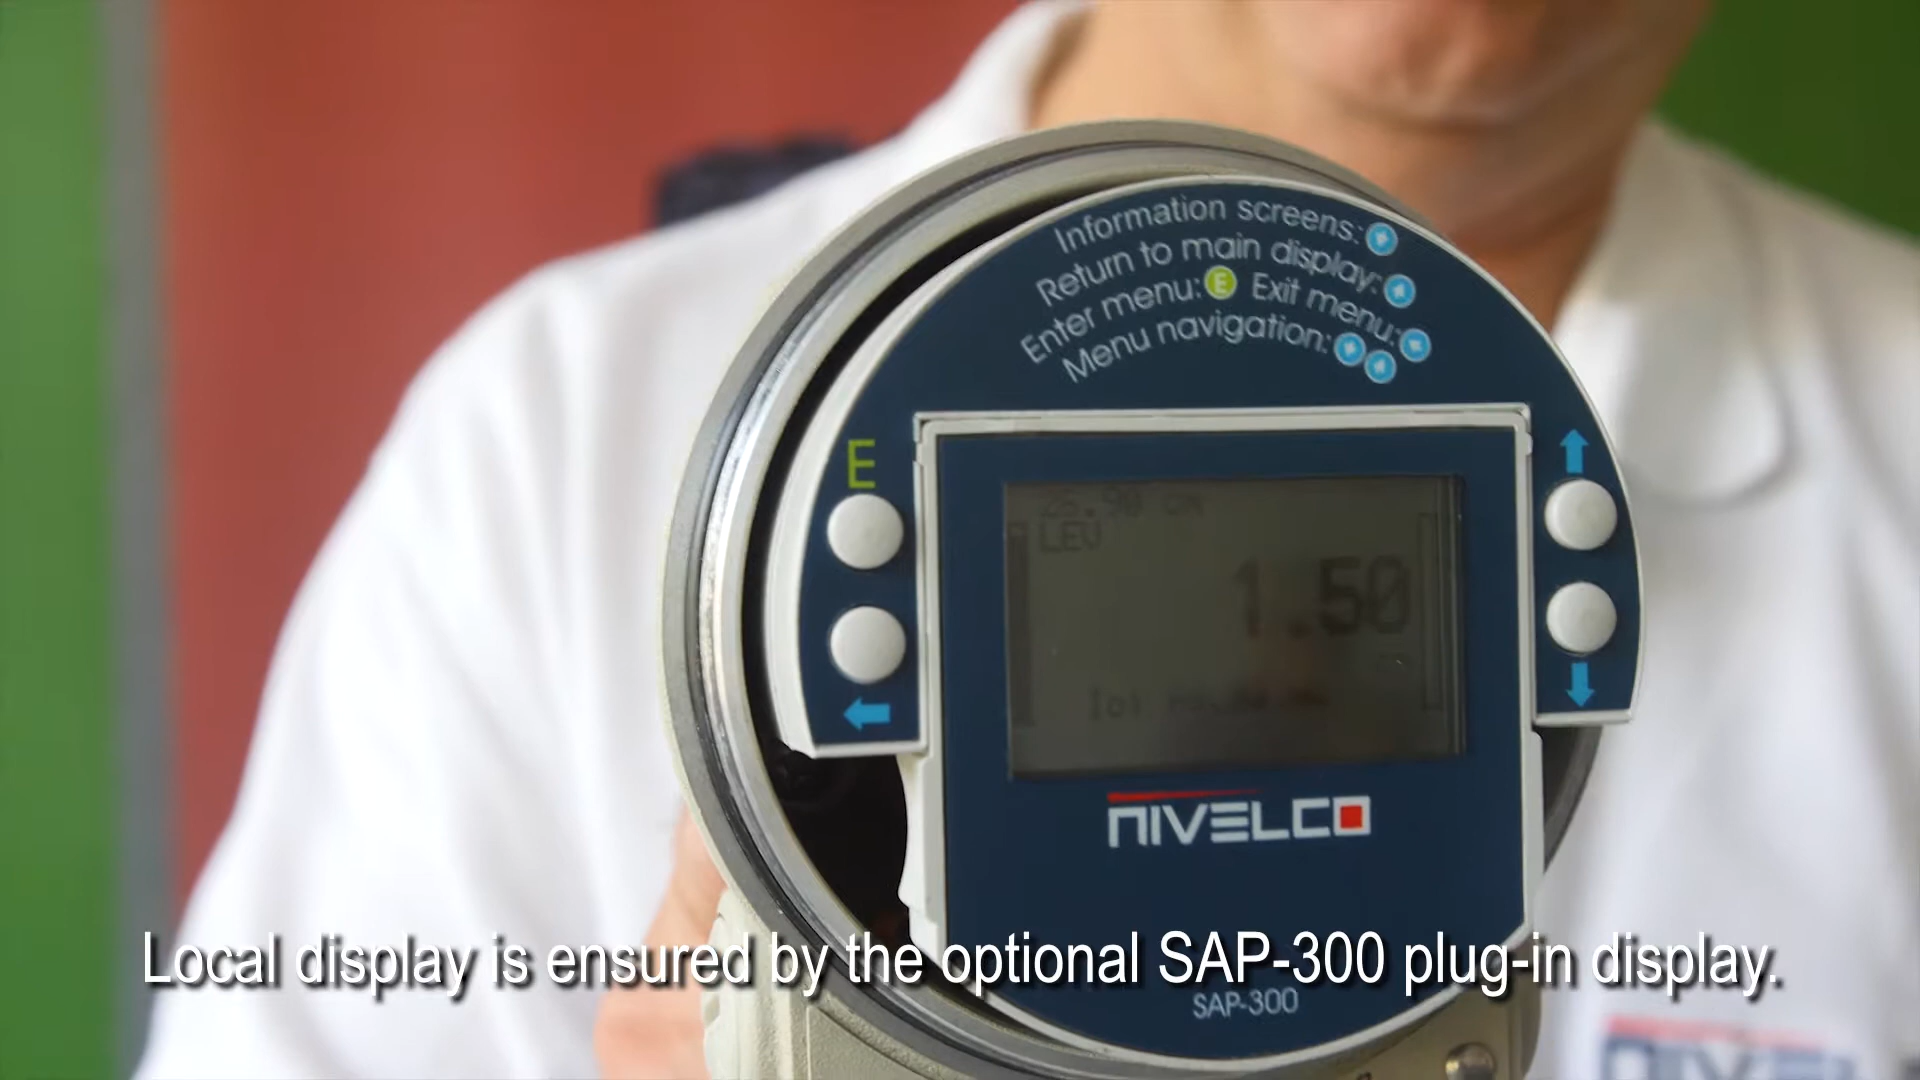 Information screens:
Return to main display:
Enter menu: E Exit menu:
Menu navigation:
E
LEV
1.50
NIVELCO
Local display is ensured by the optional SAP-300 plug-in display.
SAP-300